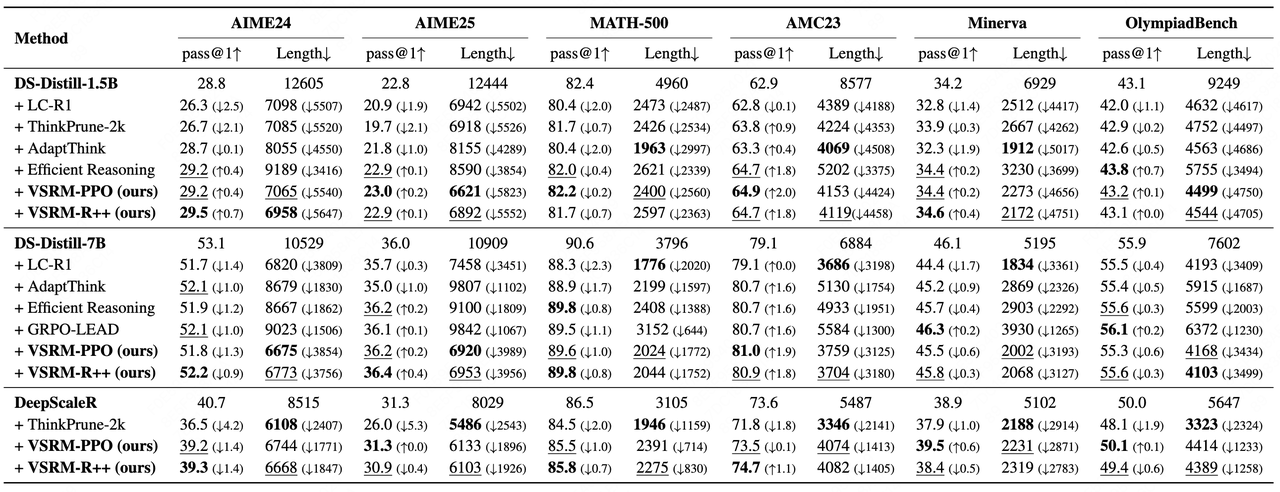 Method AIME24 AIME25 MATH-500 AMC23 Minerva OlympiadBench
pass@1↑ Length↓ pass@1↑ Length↓ pass@1↑ Length↓ pass@1↑ Length↓ pass@1↑ Length↓ pass@1↑ Length↓
DS-Distill-1.5B 28.8 12605 22.8 12444 82.4 4960 62.9 8577 34.2 6929 43.1 9249
+ LC-R1 26.3 (↓2.5) 7098 (↓5507) 20.9 (↓1.9) 6942 (↓5502) 80.4 (↓2.0) 2473 (↓2487) 62.8 (↓0.1) 4389 (↓4188) 32.8 (↓1.4) 2512 (↓4417) 42.0 (↓1.1) 4632 (↓4617)
+ ThinkPrune-2k 26.7 (↓2.1) 7085 (↓5520) 19.7 (↓2.1) 6918 (↓5526) 81.7 (↓0.7) 2426 (↓2534) 63.8 (↑0.9) 4224 (↓4353) 33.9 (↓0.3) 2667 (↓4262) 42.9 (↓0.2) 4752 (↓4497)
+ AdaptThink 28.7 (↓0.1) 8055 (↓4550) 21.8 (↓1.0) 8155 (↓4289) 80.4 (↓2.0) 1963 (↓2997) 63.3 (↑0.4) 4069 (↓4508) 32.3 (↓1.9) 1912 (↓5017) 42.6 (↓0.5) 4563 (↓4686)
+ Efficient Reasoning 29.2 (↑0.4) 9189 (↓3416) 22.9 (↑0.1) 8590 (↓3854) 82.0 (↓0.4) 2621 (↓2339) 64.7 (↑1.8) 5202 (↓3375) 34.4 (↑0.2) 3230 (↓3699) 43.8 (↑0.7) 5755 (↓3494)
+ VSRM-PPO (ours) 29.2 (↑0.4) 7065 (↓5540) 23.0 (↑0.2) 6621 (↓5823) 82.2 (↓0.2) 2400 (↓2560) 64.9 (↑2.0) 4153 (↓4424) 34.4 (↑0.2) 2273 (↓4656) 43.2 (↑0.1) 4499 (↓4750)
+ VSRM-R++ (ours) 29.5 (↑0.7) 6958 (↓5647) 22.9 (↑0.1) 6892 (↓5552) 81.7 (↓0.7) 2597 (↓2363) 64.7 (↑1.8) 4119(↓4458) 34.6 (↑0.4) 2172 (↓4751) 43.1 (↑0.0) 4544 (↓4705)
DS-Distill-7B 53.1 10529 36.0 10909 90.6 3796 79.1 6884 46.1 5195 55.9 7602
+ LC-R1 51.7 (↓1.4) 6820 (↓3809) 35.7 (↓0.3) 7458 (↓3451) 88.3 (↓2.3) 1776 (↓2020) 79.1 (↑0.0) 3686 (↓3198) 44.4 (↓1.7) 1834 (↓3361) 55.5 (↓0.4) 4193 (↓3409)
+ AdaptThink 52.1 (↓1.0) 8679 (↓1830) 35.0 (↓1.0) 9807 (↓1102) 88.9 (↓1.7) 2199 (↓1597) 80.7 (↓1.6) 5130 (↓1754) 45.2 (↓0.9) 2869 (↓2326) 55.4 (↓0.5) 5915 (↓1687)
+ Efficient Reasoning 51.9 (↓1.2) 8667 (↓1862) 36.2 (↑0.2) 9100 (↓1809) 89.8 (↓0.8) 2408 (↓1388) 80.7 (↑1.6) 4933 (↓1951) 45.7 (↓0.4) 2903 (↓2292) 55.6 (↓0.3) 5599 (↓2003)
+ GRPO-LEAD 52.1 (↓1.0) 9023 (↓1506) 36.1 (↑0.1) 9842 (↓1067) 89.5 (↓1.1) 3152 (↓644) 80.7 (↑1.6) 5584 (↓1300) 46.3 (↑0.2) 3930 (↓1265) 56.1 (↑0.2) 6372 (↓1230)
+ VSRM-PPO (ours) 51.8 (↓1.3) 6675 (↓3854) 36.2 (↑0.2) 6920 (↓3989) 89.6 (↓1.0) 2024 (↓1772) 81.0 (↑1.9) 3759 (↓3125) 45.5 (↓0.6) 2002 (↓3193) 55.3 (↓0.6) 4168 (↓3434)
+ VSRM-R++ (ours) 52.2 (↓0.9) 6773 (↓3756) 36.4 (↑0.4) 6953 (↓3956) 89.8 (↓0.8) 2044 (↓1752) 80.9 (↑1.8) 3704 (↓3180) 45.8 (↓0.3) 2068 (↓3127) 55.6 (↓0.3) 4103 (↓3499)
DeepScaleR 40.7 8515 31.3 8029 86.5 3105 73.6 5487 38.9 5102 50.0 5647
+ ThinkPrune-2k 36.5 (↓4.2) 6108 (↓2407) 26.0 (↓5.3) 5486 (↓2543) 84.5 (↓2.0) 1946 (↓1159) 71.8 (↓1.8) 3346 (↓2141) 37.9 (↓1.0) 2188 (↓2914) 48.1 (↓1.9) 3323 (↓2324)
+ VSRM-PPO (ours) 39.2 (↓1.4) 6744 (↓1771) 31.3 (↑0.0) 6133 (↓1896) 85.5 (↓1.0) 2391 (↓714) 73.5 (↓0.1) 4074 (↓1413) 39.5 (↑0.6) 2231 (↓2871) 50.1 (↑0.1) 4414 (↓1233)
+ VSRM-R++ (ours) 39.3 (↓1.4) 6668 (↓1847) 30.9 (↓0.4) 6103 (↓1926) 85.8 (↓0.7) 2275 (↓830) 74.7 (↑1.1) 4082 (↓1405) 38.4 (↓0.5) 2319 (↓2783) 49.4 (↓0.6) 4389 (↓1258)